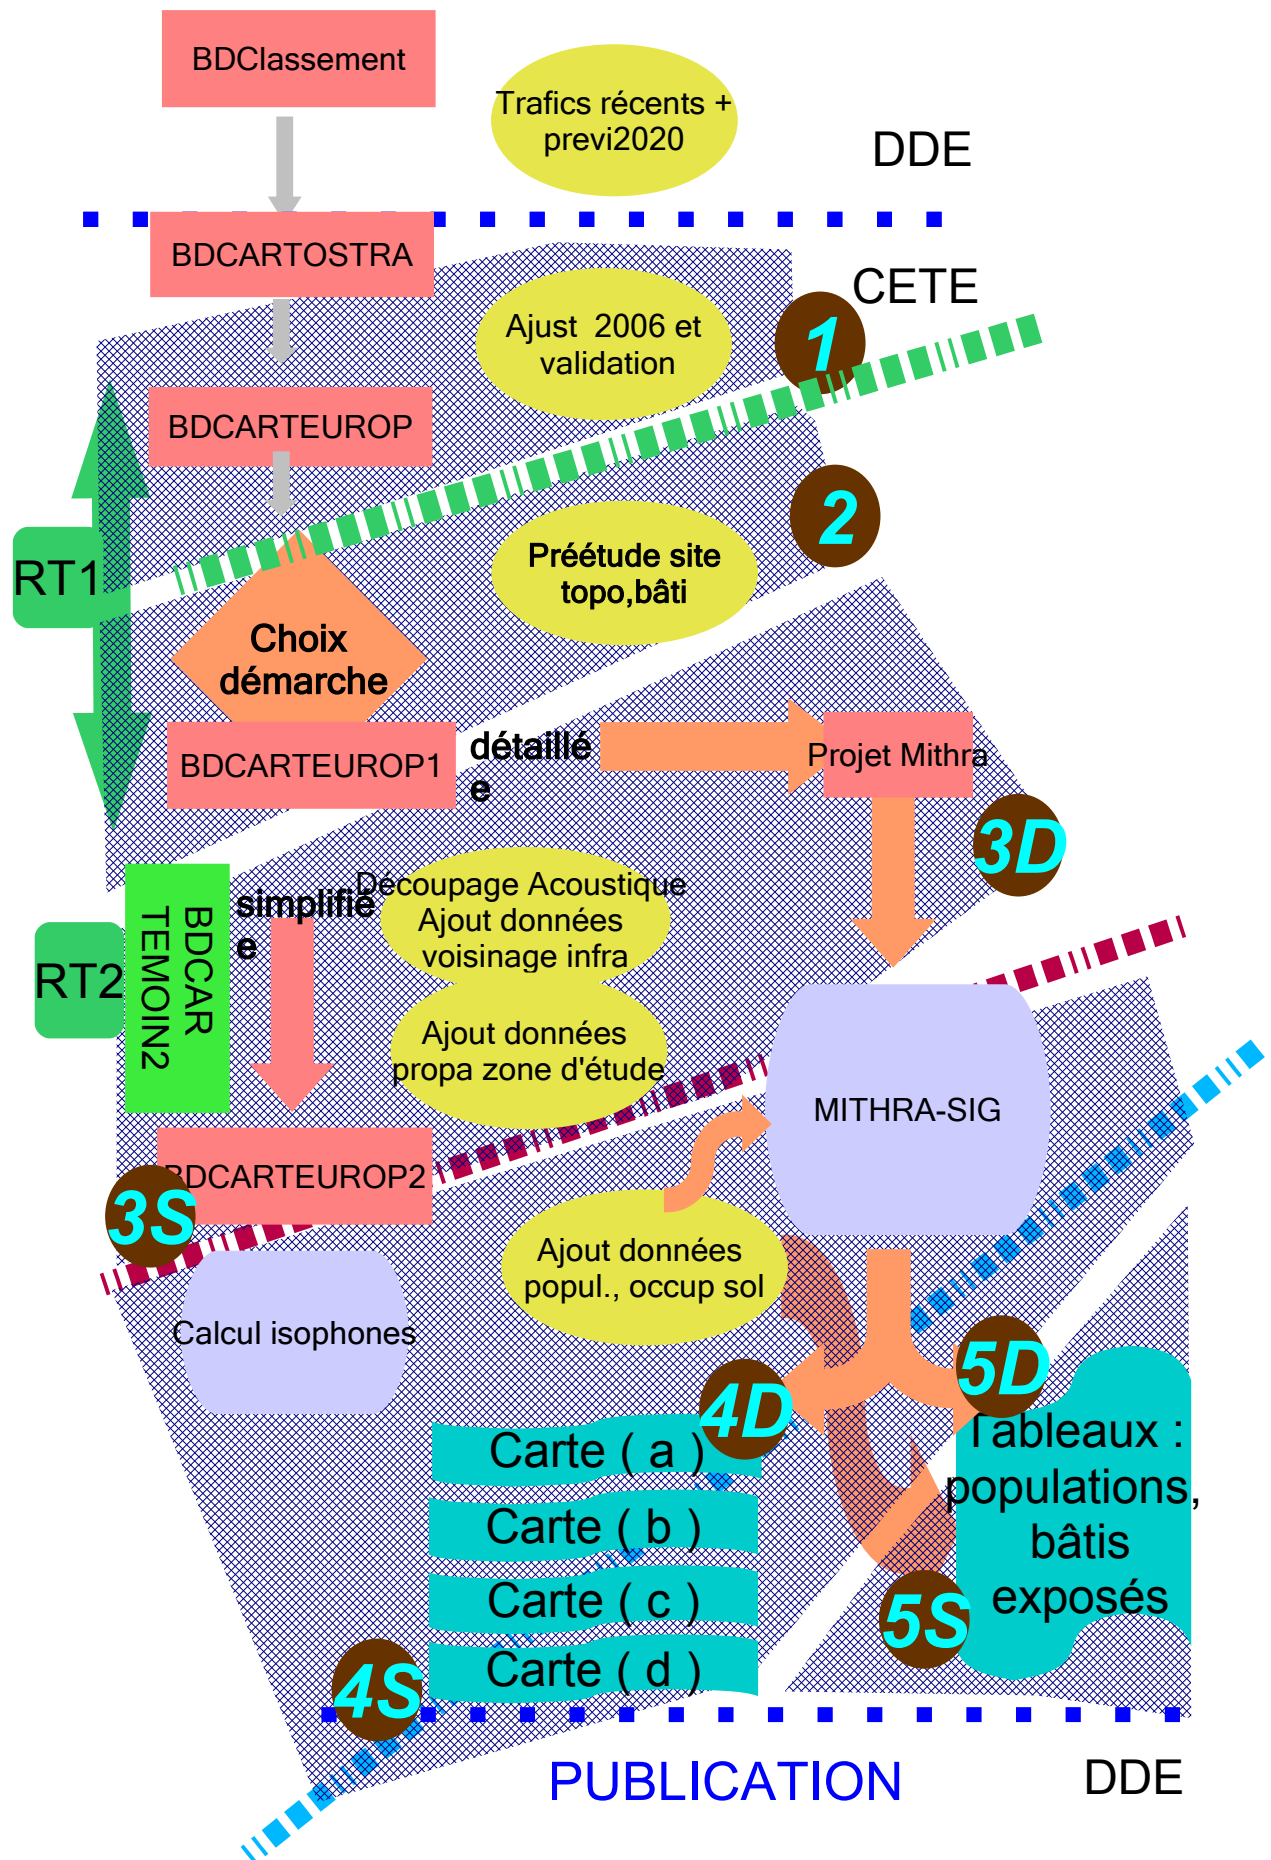 BDClassement
Trafics récents +
previ2020
DDE
BDCARTOSTRA
CETE
Ajust 2006 et
validation
1
BDCARTEUROP
2
RT1
Préétude site
topo,bâti
Choix
démarche
BDCARTEUROP1
détaillé
e
Projet Mithra
3D
BDCAR
TEMOIN2
simplifié
e
Découpage Acoustique
Ajout données
voisinage infra
RT2
Ajout données
propa zone d'étude
MITHRA-SIG
BDCARTEUROP2
3S
Ajout données
popul., occup sol
Calcul isophones
4D
5D
Carte ( a )
Carte ( b )
Carte ( c )
Carte ( d )
Tableaux :
populations,
bâtis
exposés
5S
4S
PUBLICATION
DDE